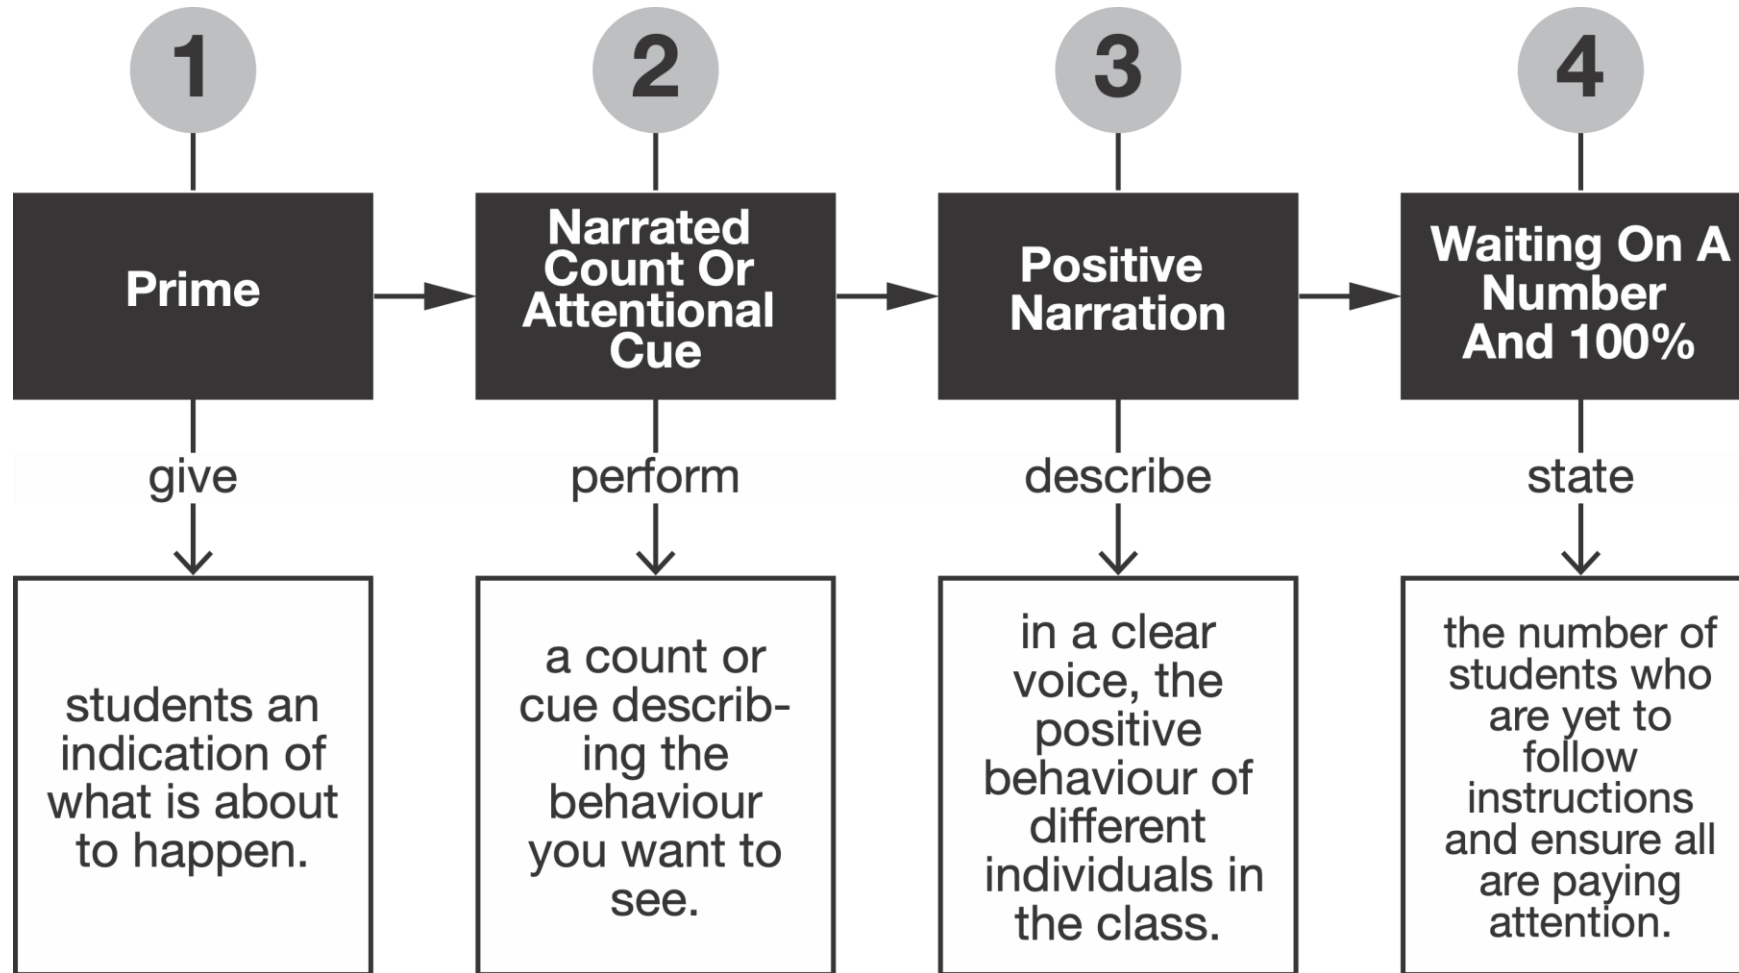 1
Prime
give
students an
indication of
what is about
to happen.
2
Narrated
Count Or
Attentional
Cue
perform
a count or
cue describ-
ing the
behaviour
you want to
see.
3
Positive
Narration
describe
in a clear
voice, the
positive
behaviour of
different
individuals in
the class.
4
Waiting On A
Number
And 100%
state
the number of
students who
are yet to
follow
instructions
and ensure all
are paying
attention.